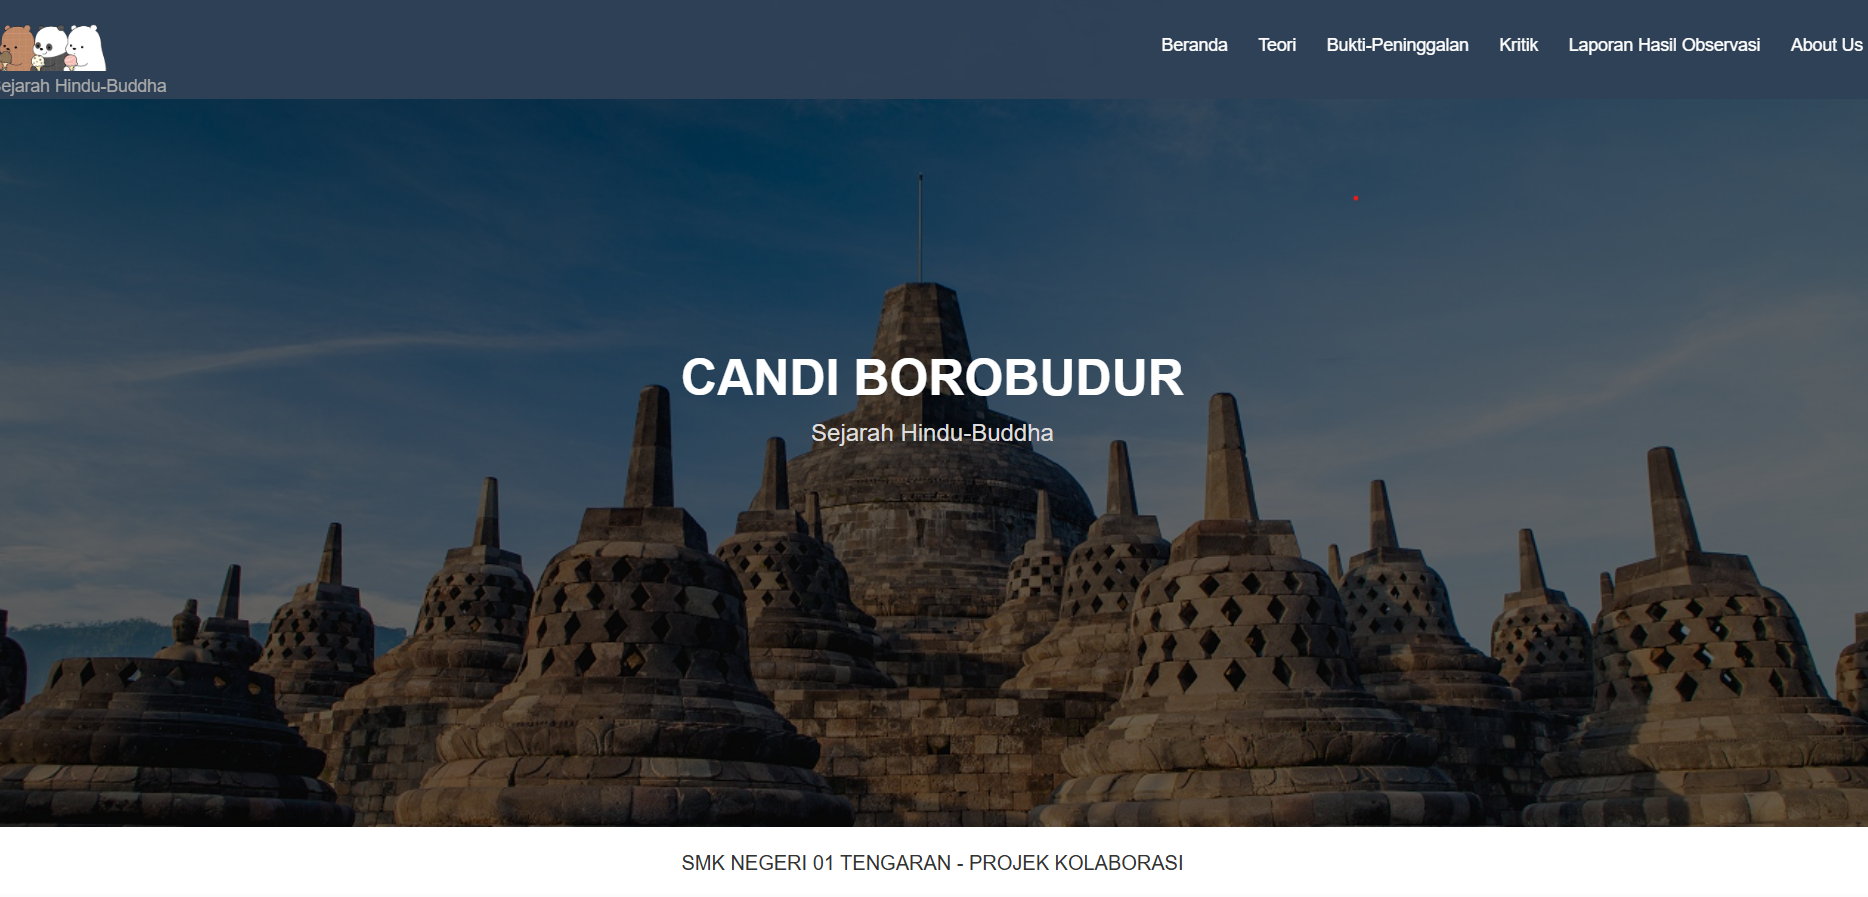 Beranda Teori Bukti-Peninggalan Kritik Laporan Hasil Observasi About Us
ejarah Hindu-Buddha
CANDI BOROBUDUR
Sejarah Hindu-Buddha
SMK NEGERI 01 TENGARAN - PROJEK KOLABORASI